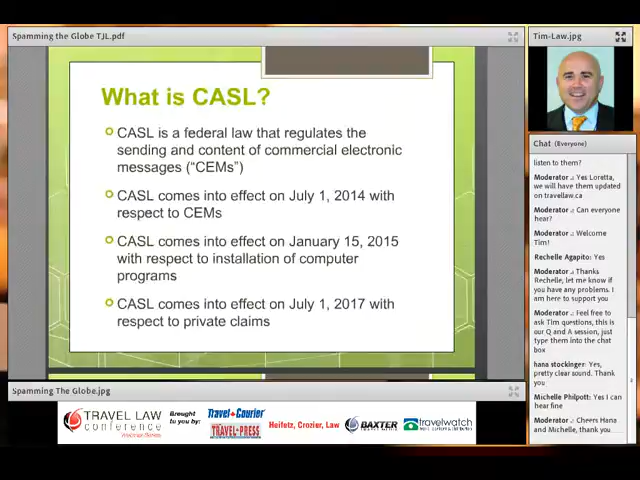 Spamming the Globe TJL.pdf
What is CASL?
CASL is a federal law that regulates the
sending and content of commercial electronic
messages ("CEMs")
CASL comes into effect on July 1, 2014 with
respect to CEMs
CASL comes into effect on January 15, 2015
with respect to installation of computer
programs
CASL comes into effect on July 1, 2017 with
respect to private claims
Spamming The Globe.jpg
TRAVEL LAW
conference
Webinar Series
Brought
to you by:
Travel Courier
TRAVEL PRESS
Heifetz, Crozier, Law
BAXTER
travelwatch
Tim-Law.jpg
Chat (Everyone)
listen to them?
Moderator : Yes Loretta,
we will have them updated
on travellaw.ca
Moderator : Can everyone
hear?
Moderator : Welcome
Tim!
Rechelle Agapito: Yes
Moderator : Thanks
Rechelle, let me know if
you have any problems. I
am here to support you
Moderator : Feel free to
ask Tim questions, this is
our Q and A session, just
type them into the chat
box
hana stockinger: Yes,
pretty clear sound. Thank
you
Michelle Philpott: Yes I can
hear fine
Moderator : Cheers Hana
and Michelle, thank you